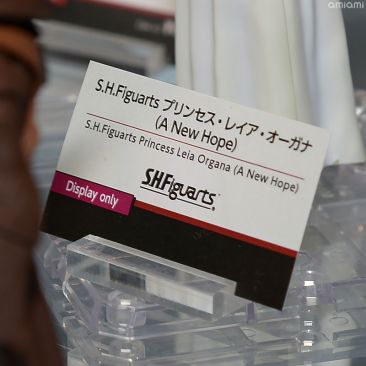 amiami
S.H.Figuarts プリンセス・レイア・オーガナ
(A New Hope)
S.H.Figuarts Princess Leia Organa (A New Hope)
S.H.Figuarts
Display only